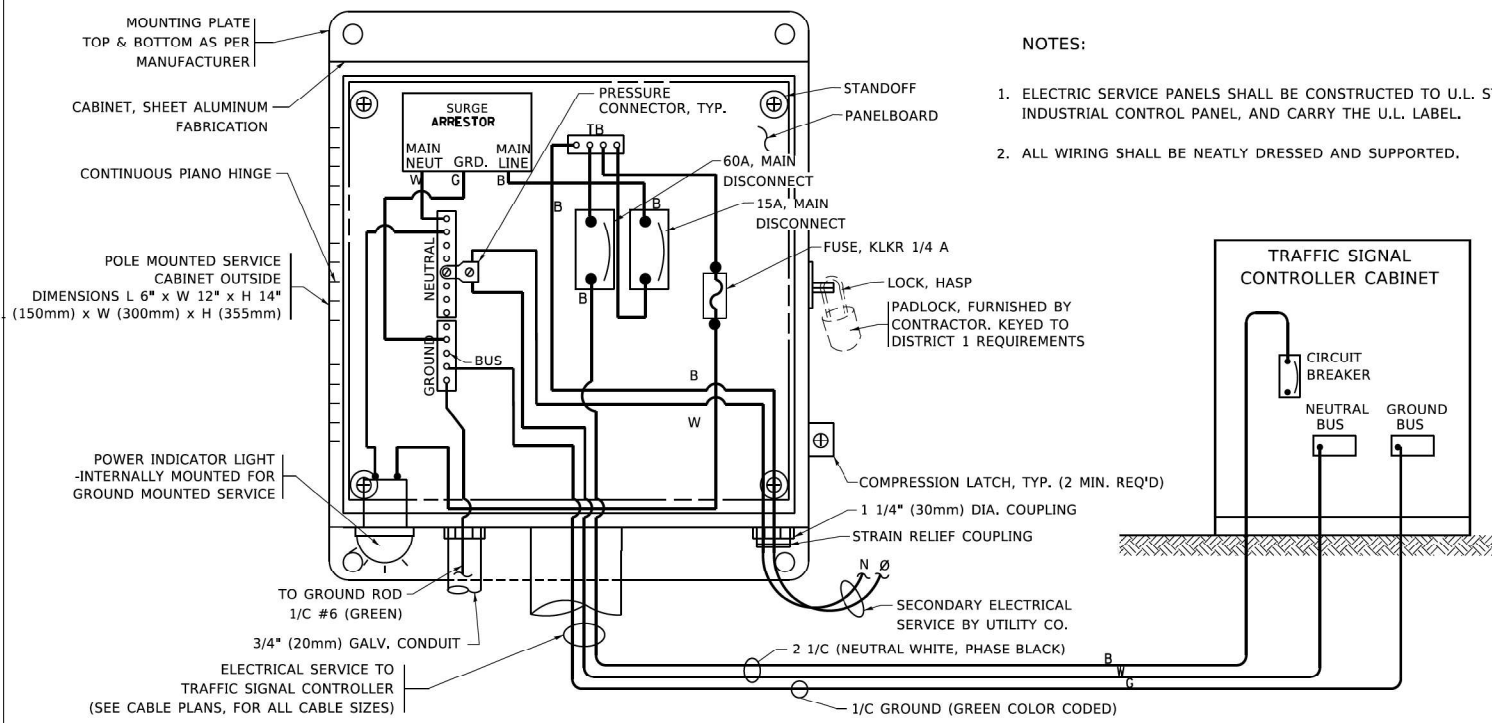 MOUNTING PLATE
TOP & BOTTOM AS PER
MANUFACTURER
CABINET, SHEET ALUMINUM
FABRICATION
CONTINUOUS PIANO HINGE
POLE MOUNTED SERVICE
CABINET OUTSIDE
DIMENSIONS L 6" x W 12" x H 14"
(150mm) x W (300mm) x H (355mm)
POWER INDICATOR LIGHT
-INTERNALLY MOUNTED FOR
GROUND MOUNTED SERVICE
TO GROUND ROD
1/C #6 (GREEN)
3/4" (20mm) GALV. CONDUIT
ELECTRICAL SERVICE TO
TRAFFIC SIGNAL CONTROLLER
(SEE CABLE PLANS, FOR ALL CABLE SIZES)
SURGE
ARRESTOR
MAIN
NEUT
GRD.
MAIN
LINE
W
G
B
PRESSURE
CONNECTOR, TYP.
TB
STANDOFF
PANELBOARD
60A, MAIN
DISCONNECT
15A, MAIN
DISCONNECT
B
B
B
NEUTRAL
GROUND
BUS
FUSE, KLKR 1/4 A
LOCK, HASP
PADLOCK, FURNISHED BY
CONTRACTOR. KEYED TO
DISTRICT 1 REQUIREMENTS
B
W
COMPRESSION LATCH, TYP. (2 MIN. REQ'D)
1 1/4" (30mm) DIA. COUPLING
STRAIN RELIEF COUPLING
N Ø
SECONDARY ELECTRICAL
SERVICE BY UTILITY CO.
2 1/C (NEUTRAL WHITE, PHASE BLACK)
B
W
G
1/C GROUND (GREEN COLOR CODED)
NOTES:
1. ELECTRIC SERVICE PANELS SHALL BE CONSTRUCTED TO U.L.
INDUSTRIAL CONTROL PANEL, AND CARRY THE U.L. LABEL.
2. ALL WIRING SHALL BE NEATLY DRESSED AND SUPPORTED.
TRAFFIC SIGNAL
CONTROLLER CABINET
CIRCUIT
BREAKER
NEUTRAL
BUS
GROUND
BUS